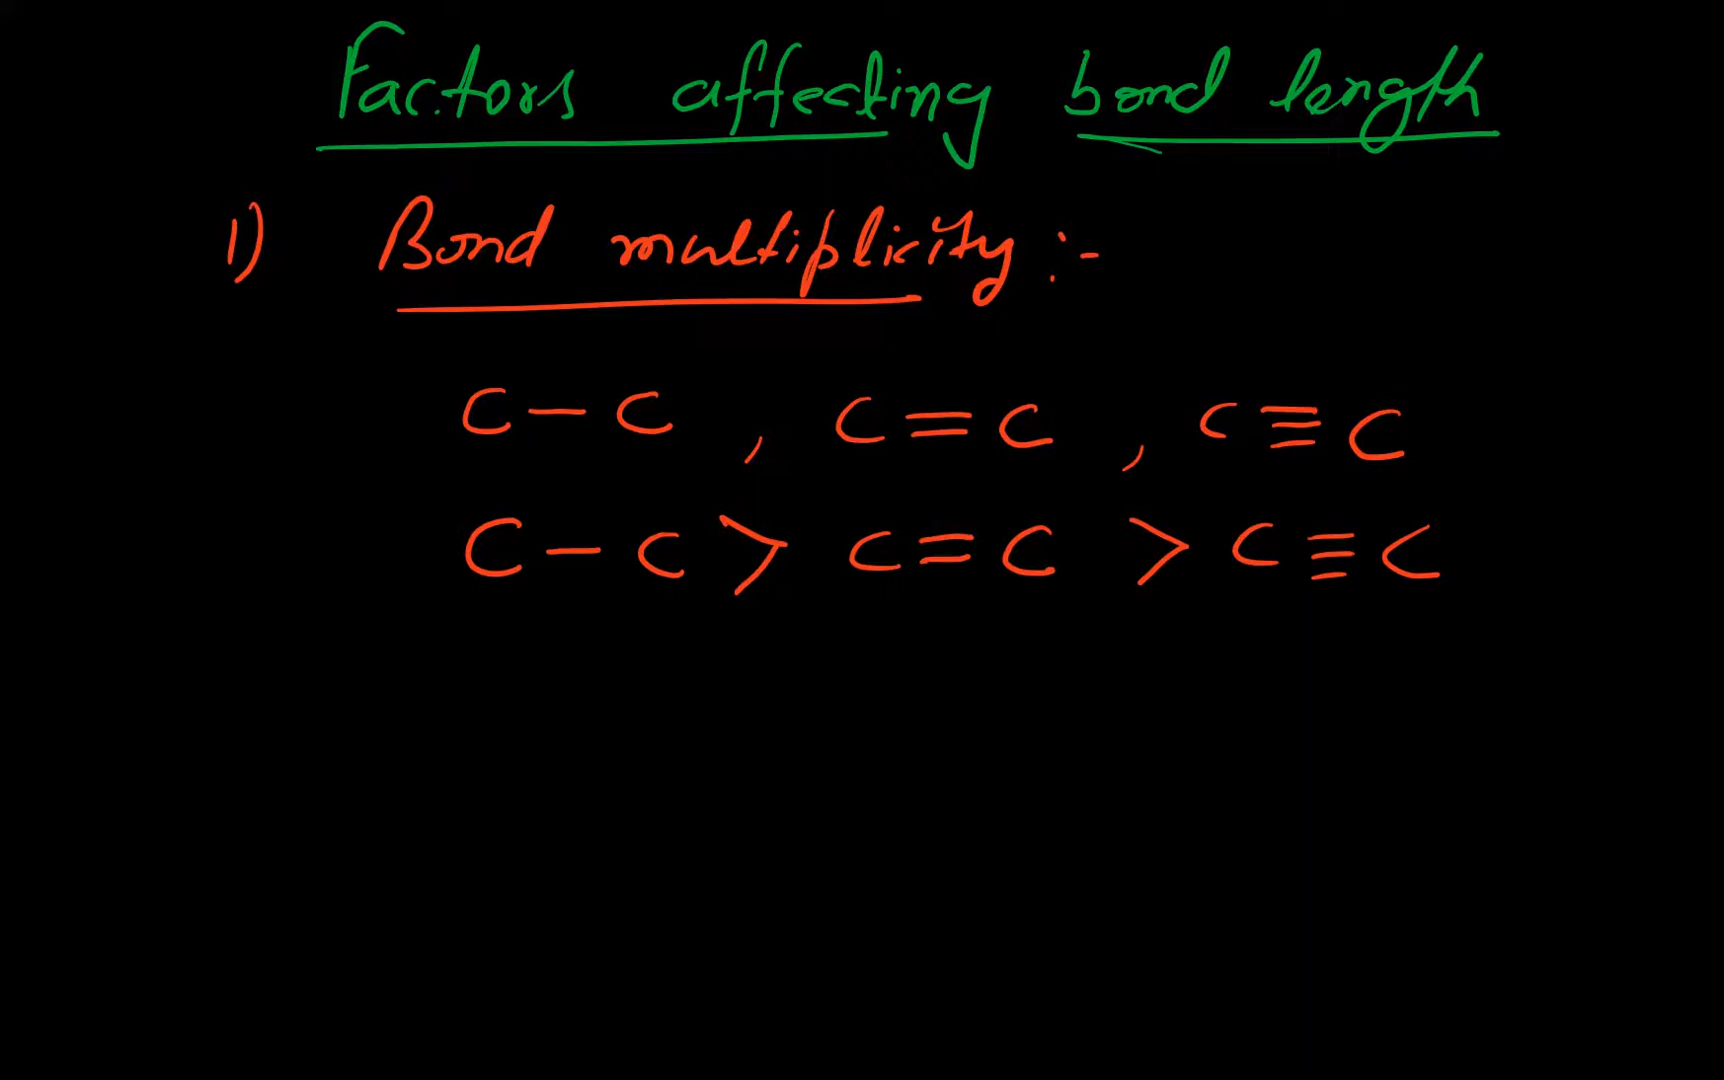 Factors affecting bond length
1) Bond multiplicity :-
C - C , C = C , C ≡ C
C - C > C = C > C ≡ C